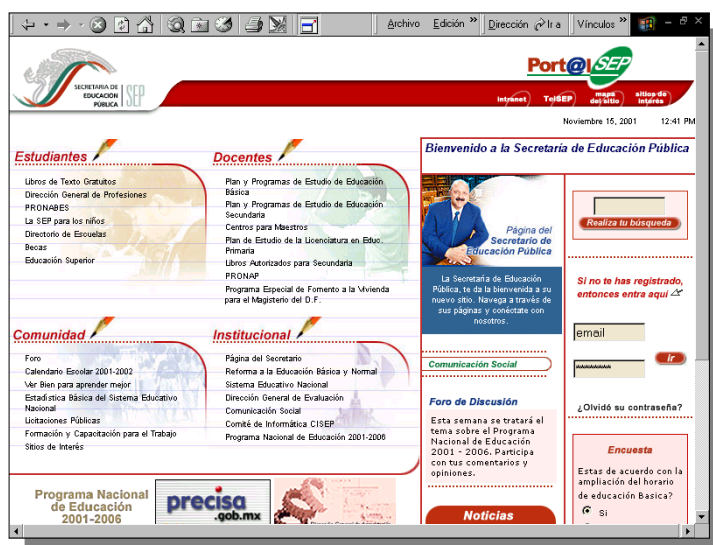 Archivo Edición » Dirección Ir a Vínculos »
SECRETARIA DE
EDUCACIÓN
PÚBLICA
SEP
Port@l SEP
intranet TelSEP mapa del sitio sitios de interés
Noviembre 15, 2001 12:41 PM
Estudiantes
Libros de Texto Gratuitos
Dirección General de Profesiones
PRONABES
La SEP para los niños
Directorio de Escuelas
Becas
Educación Superior
Docentes
Plan y Programas de Estudio de Educación
Básica
Plan y Programas de Estudio de Educación
Secundaria
Centros para Maestros
Plan de Estudio de la Licenciatura en Educ.
Primaria
Libros Autorizados para Secundaria
PRONAP
Programa Especial de Fomento a la Vivienda
para el Magisterio del D.F.
Comunidad
Foro
Calendario Escolar 2001-2002
Ver Bien para aprender mejor
Estadística Básica del Sistema Educativo
Nacional
Licitaciones Públicas
Formación y Capacitación para el Trabajo
Sitios de Interés
Institucional
Página del Secretario
Reforma a la Educación Básica y Normal
Sistema Educativo Nacional
Dirección General de Evaluación
Comunicación Social
Comité de Informática CISEP
Programa Nacional de Educación 2001-2006
Programa Nacional
de Educación
2001-2006
precisa
.gob.mx
Bienvenido a la Secretaría de Educación Pública
Página del
Secretario de
Educación Pública
La Secretaría de Educación
Pública, te da la bienvenida a su
nuevo sitio. Navega a través de
sus páginas y conéctate con
nosotros.
Comunicación Social
Foro de Discusión
Esta semana se tratará el
tema sobre el Programa
Nacional de Educación
2001 - 2006. Participa
con tus comentarios y
opiniones.
Noticias
Realiza tu búsqueda
Si no te has registrado,
entonces entra aquí
email
********
Ir
¿Olvidó su contraseña?
Encuesta
Estas de acuerdo con la
ampliación del horario
de educación Basica?
Si